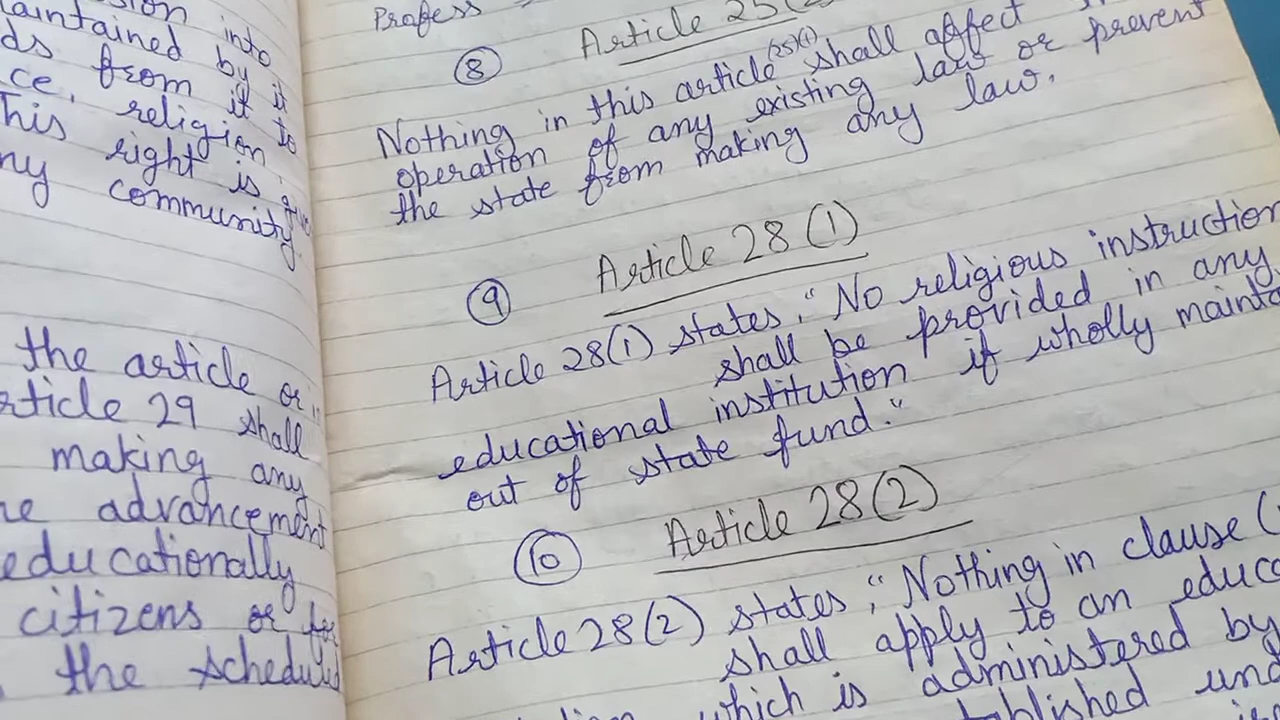 into
aintained by it
ds from it to
ce, religion
This right is
ny community.
the article or
rticle 29 shall
making any
he advancement
educationally
citizens or for
the scheduled
Profess
⑧ Article 25(2
Nothing in this article (25)(1) shall affect
operation of any existing law or prevent
the state from making any law.
⑨ Article 28(1)
Article 28(1) states, "No religious instruction
shall be provided in any
educational institution if wholly mainta
out of state fund."
⑩ Article 28(2)
Article 28(2) states, "Nothing in clause (
shall apply to an educa
which is administered by